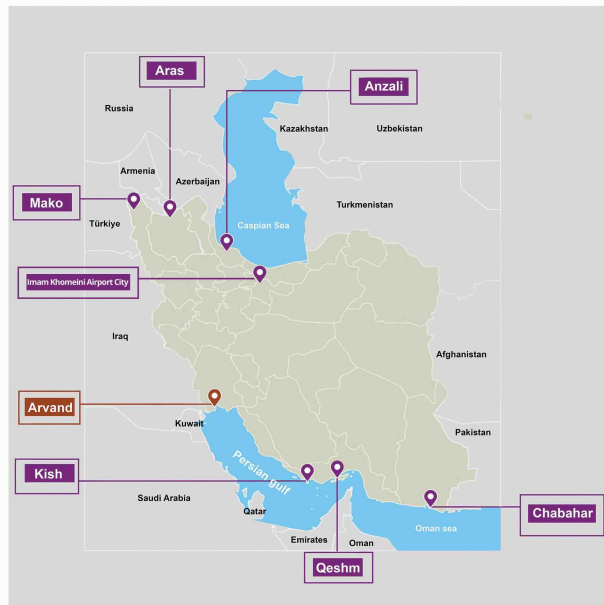 Aras
Anzali
Russia
Kazakhstan
Uzbekistan
Armenia
Azerbaijan
Mako
Türkiye
Turkmenistan
Caspian Sea
Imam Khomeini Airport City
Iraq
Afghanistan
Arvand
Kuwait
Pakistan
Persian gulf
Kish
Saudi Arabia
Qatar
Chabahar
Oman sea
Emirates
Oman
Qeshm